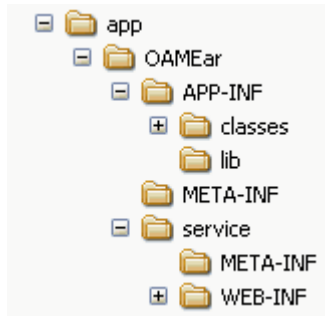 app
OAMEar
APP-INF
classes
lib
META-INF
service
META-INF
WEB-INF